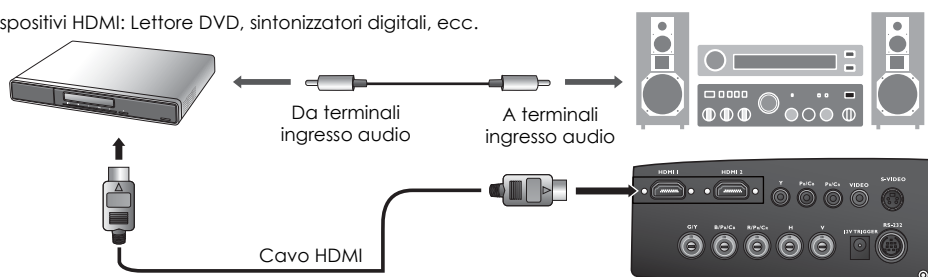 spositivi HDMI: Lettore DVD, sintonizzatori digitali, ecc.
Da terminali
ingresso audio
A terminali
ingresso audio
HDMI 1
HDMI 2
Y
PB/CB
PR/CR
VIDEO
S-VIDEO
G/Y
B/PB/CB
R/PR/CR
H
V
12V TRIGGER
RS-232
Cavo HDMI